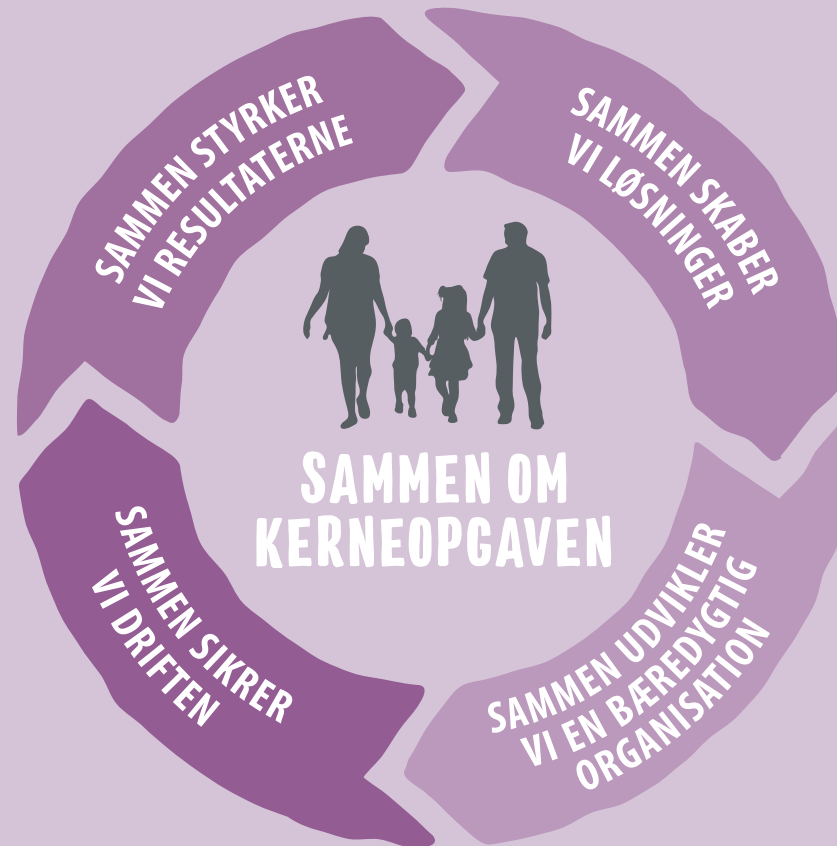 SAMMEN STYRKER
VI RESULTATERNE
SAMMEN SKABER
VI LØSNINGER
SAMMEN OM
KERNEOPGAVEN
SAMMEN SIKRER
VI DRIFTEN
SAMMEN UDVIKLER
VI EN BÆREDYGTIG
ORGANISATION